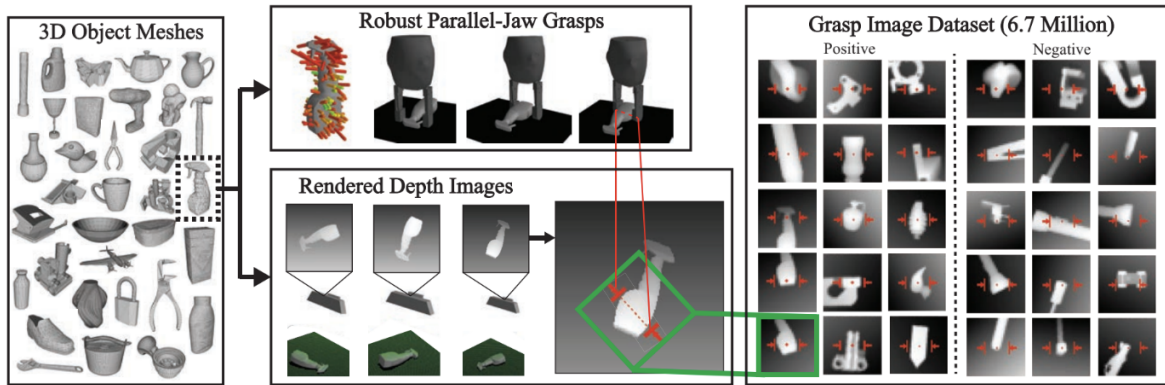 3D Object Meshes
Robust Parallel-Jaw Grasps
Rendered Depth Images
Grasp Image Dataset (6.7 Million)
Positive
Negative